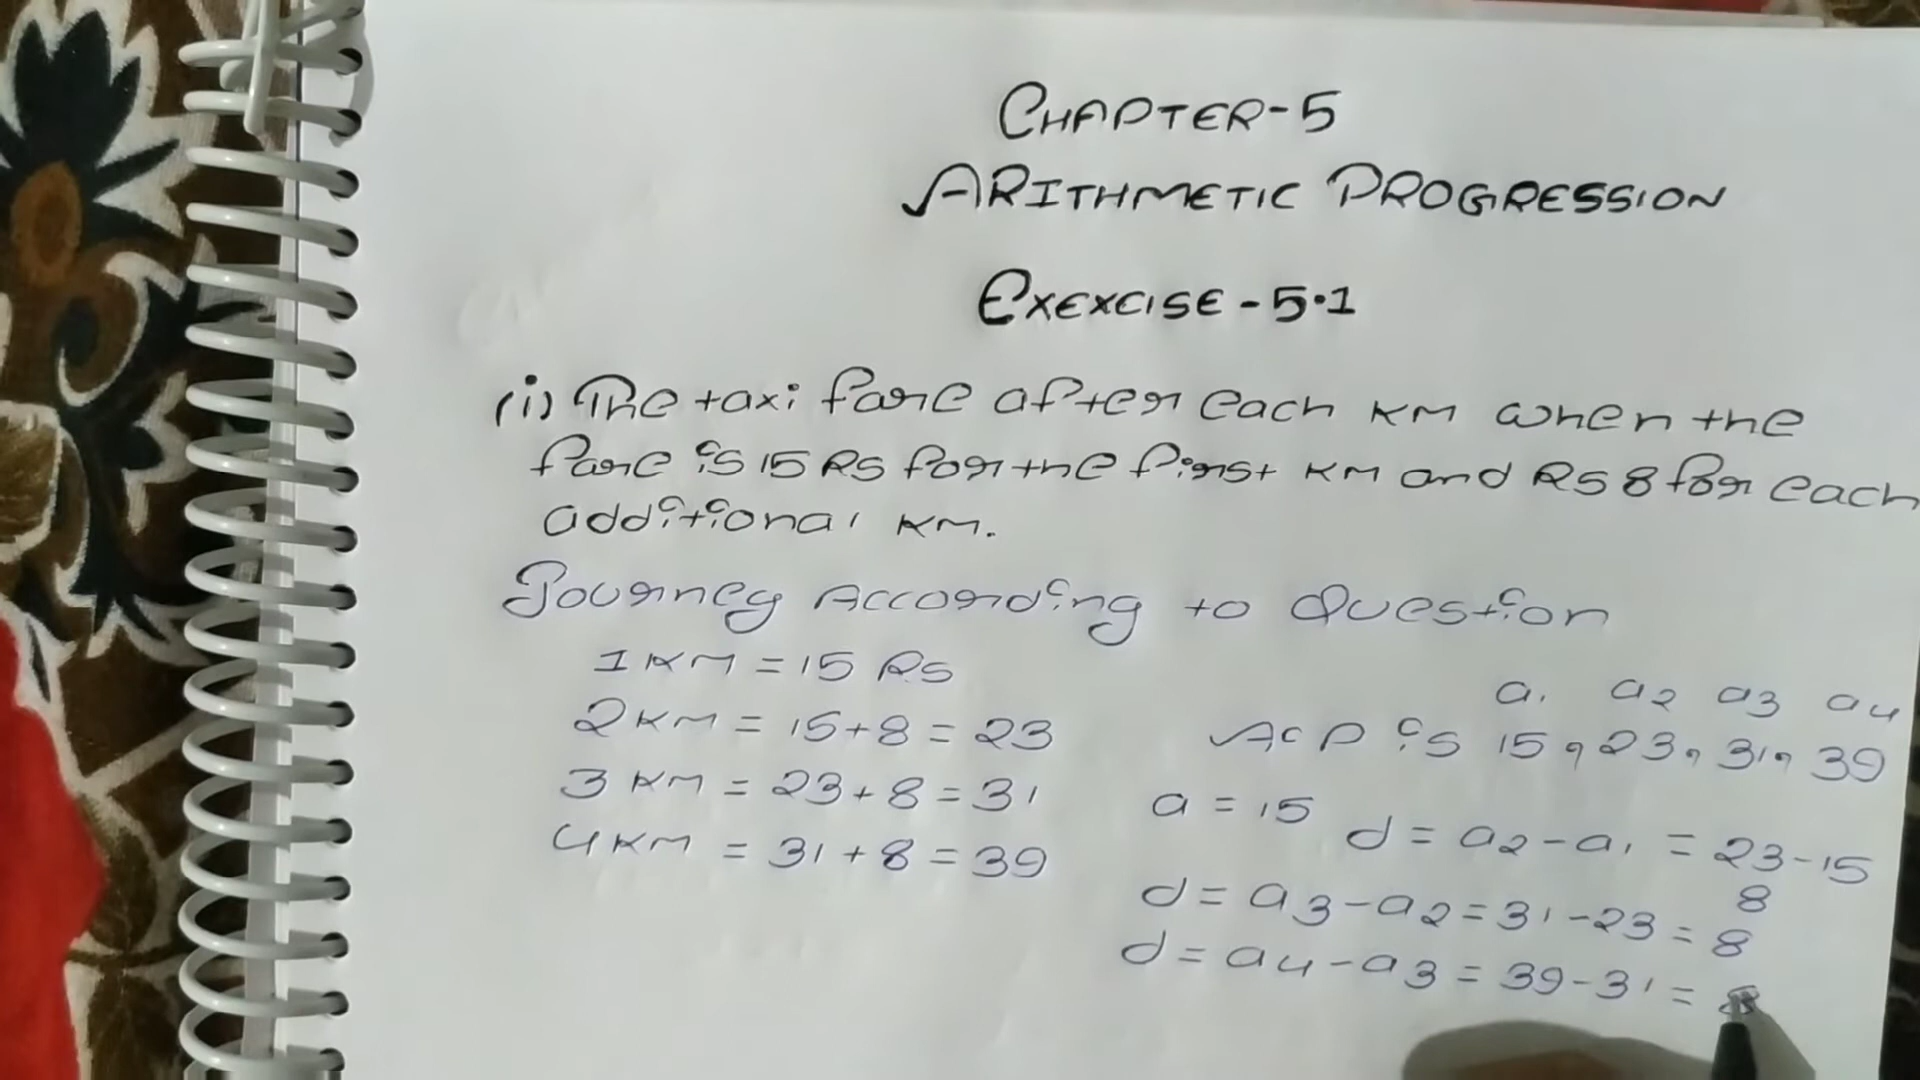 CHAPTER-5
ARITHMETIC PROGRESSION
EXEXCISE-5.1
(i) The taxi fare after each KM when the
fare is 15 RS for the first KM and RS 8 for each
additional KM.
Journey According to Question
1 KM = 15 RS
2 KM = 15+8 = 23
3 KM = 23+8 = 31
4 KM = 31+8 = 39
a1 a2 a3 a4
A.P is 15, 23, 31, 39
a = 15 d = a2-a1 = 23-15
8
d = a3-a2 = 31-23 = 8
d = a4-a3 = 39-31 = 8